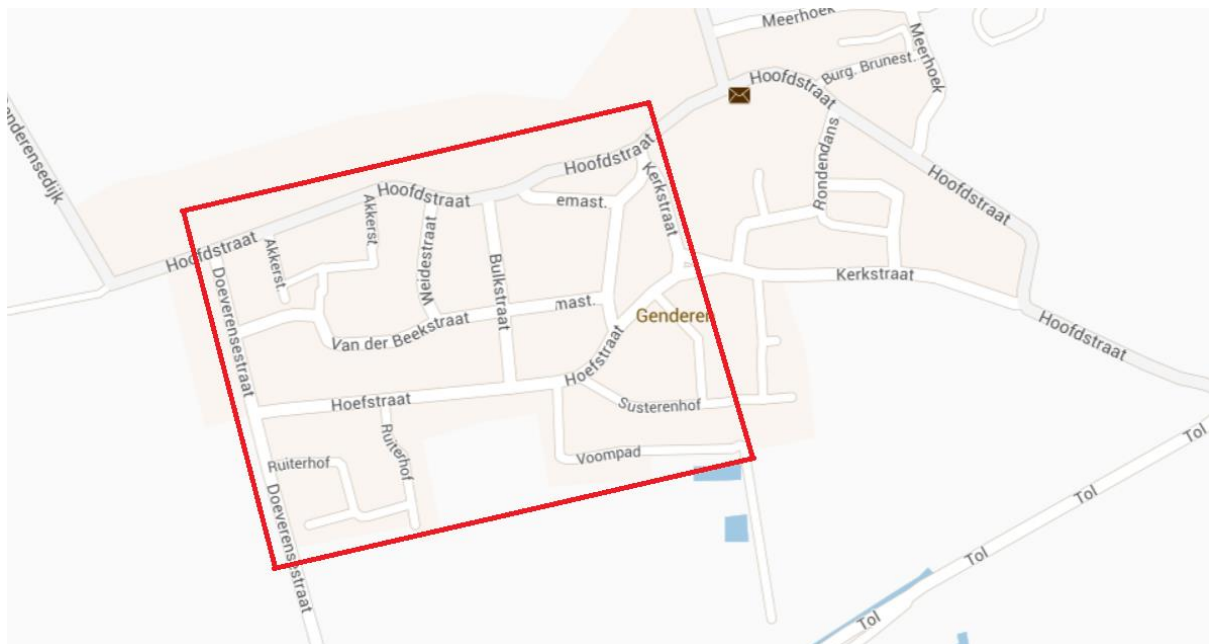 Meerhoek
Meerhoek
Burg. Brunest.
Hoofdstraat
enderensedijk
Hoofdstraat
Kerkstraat
Rondendans
Hoofdstraat
Hoofdstraat
emast.
Akkerst.
Hoofdstraat
Akkerst.
Weidestraat
Bulkstraat
Doeverensestraat
Kerkstraat
mast.
Genderen
Van der Beekstraat
Hoofdstraat
Hoefstraat
Hoefstraat
Susterenhof
Ruiterhof
Ruiterhof
Voompad
Doeverensestraat
Tol
Tol
Tol
Tol